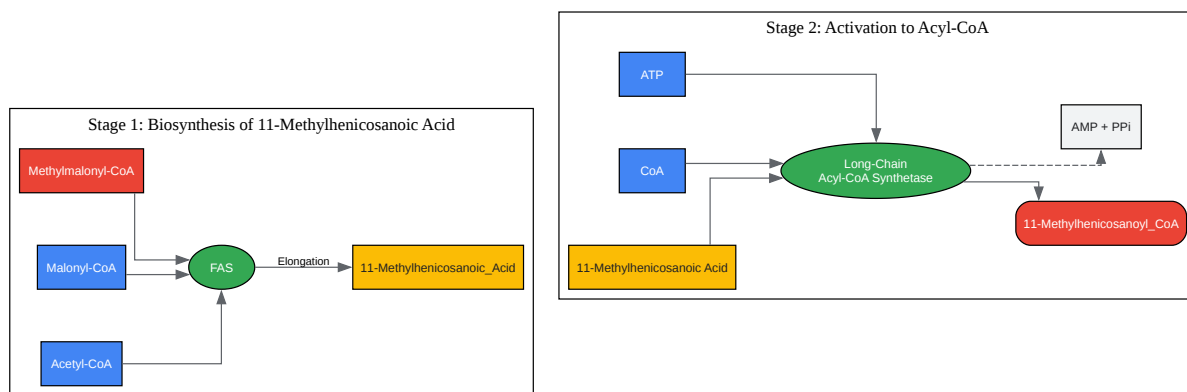 Stage 1: Biosynthesis of 11-Methylhenicosanoic Acid
Methylmalonyl-CoA
Malonyl-CoA
FAS
Elongation
11-Methylhenicosanoic_Acid
Acetyl-CoA
Stage 2: Activation to Acyl-CoA
ATP
AMP + PPi
CoA
Long-Chain
Acyl-CoA Synthetase
11-Methylhenicosanoyl_CoA
11-Methylhenicosanoic Acid